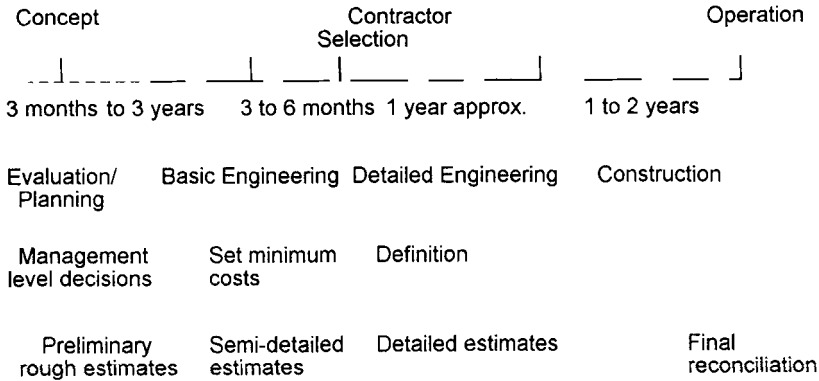 Concept
Contractor
Selection
Operation
3 months to 3 years
3 to 6 months
1 year approx.
1 to 2 years
Evaluation/
Planning
Basic Engineering
Detailed Engineering
Construction
Management
level decisions
Set minimum
costs
Definition
Preliminary
rough estimates
Semi-detailed
estimates
Detailed estimates
Final
reconciliation